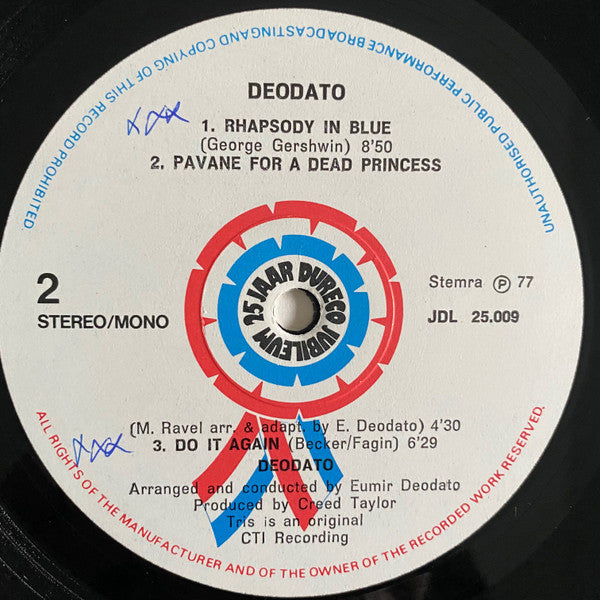 UNAUTHORISED PUBLIC PERFORMANCE BROADCASTING AND COPYING OF THIS RECORD PROHIBITED.
DEODATO
xxx
1. RHAPSODY IN BLUE
(George Gershwin) 8'50
2. PAVANE FOR A DEAD PRINCESS
2
STEREO/MONO
25 JAAR DURECO JUBILEUM
Stemra Ⓟ 77
JDL 25.009
(M. Ravel arr. & adapt. by E. Deodato) 4'30
xxx
3. DO IT AGAIN (Becker/Fagin) 6'29
DEODATO
Arranged and conducted by Eumir Deodato
Produced by Creed Taylor
Tris is an original
CTI Recording
ALL RIGHTS OF THE MANUFACTURER AND OF THE OWNER OF THE RECORDED WORK RESERVED.